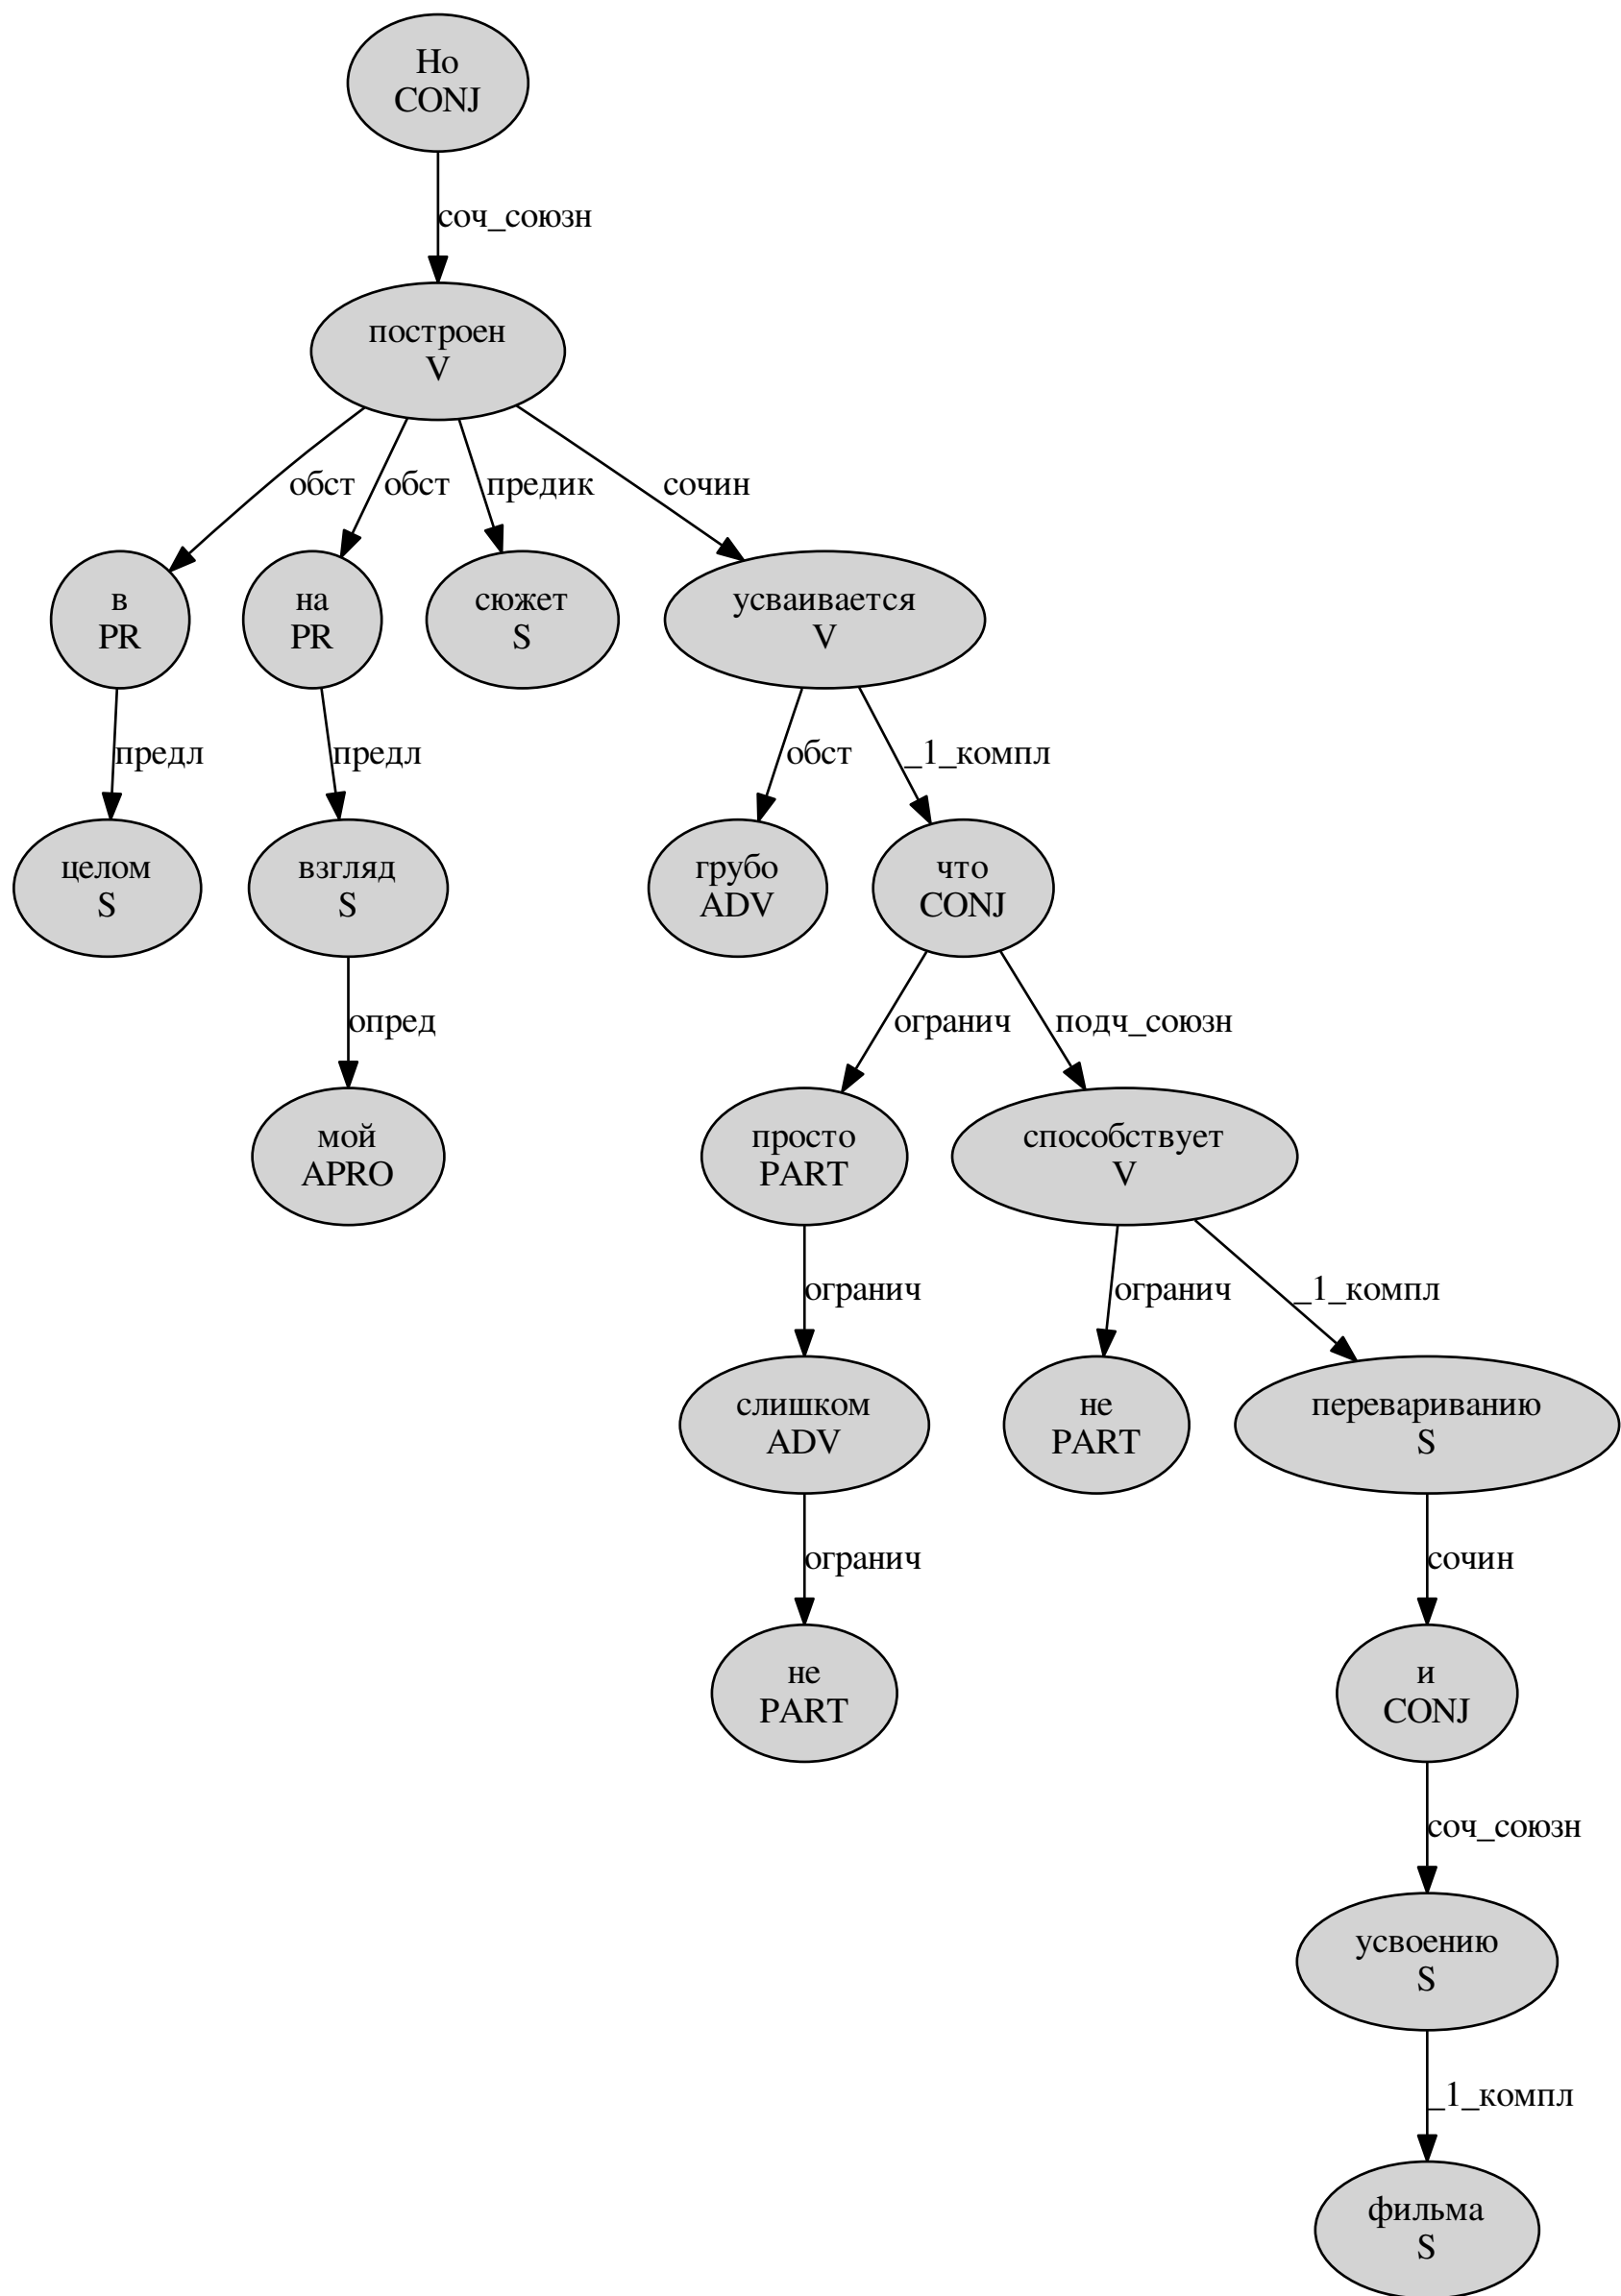 Но
CONJ
соч_союзн
построен
V
обст
обст
предик
сочин
в
PR
на
PR
сюжет
S
усваивается
V
предл
предл
обст
_1_компл
целом
S
взгляд
S
грубо
ADV
что
CONJ
опред
огранич
подч_союзн
мой
APRO
просто
PART
способствует
V
огранич
огранич
_1_компл
слишком
ADV
не
PART
перевариванию
S
огранич
сочин
не
PART
и
CONJ
соч_союзн
усвоению
S
_1_компл
фильма
S